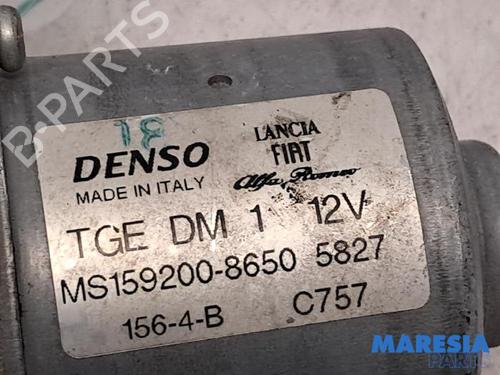 18
DENSO
MADE IN ITALY
LANCIA
FIAT
Alfa Romeo
TGE DM 1 12V
MS159200-8650 5827
156-4-B C757
B-PARTS
MARESIA
PARTS